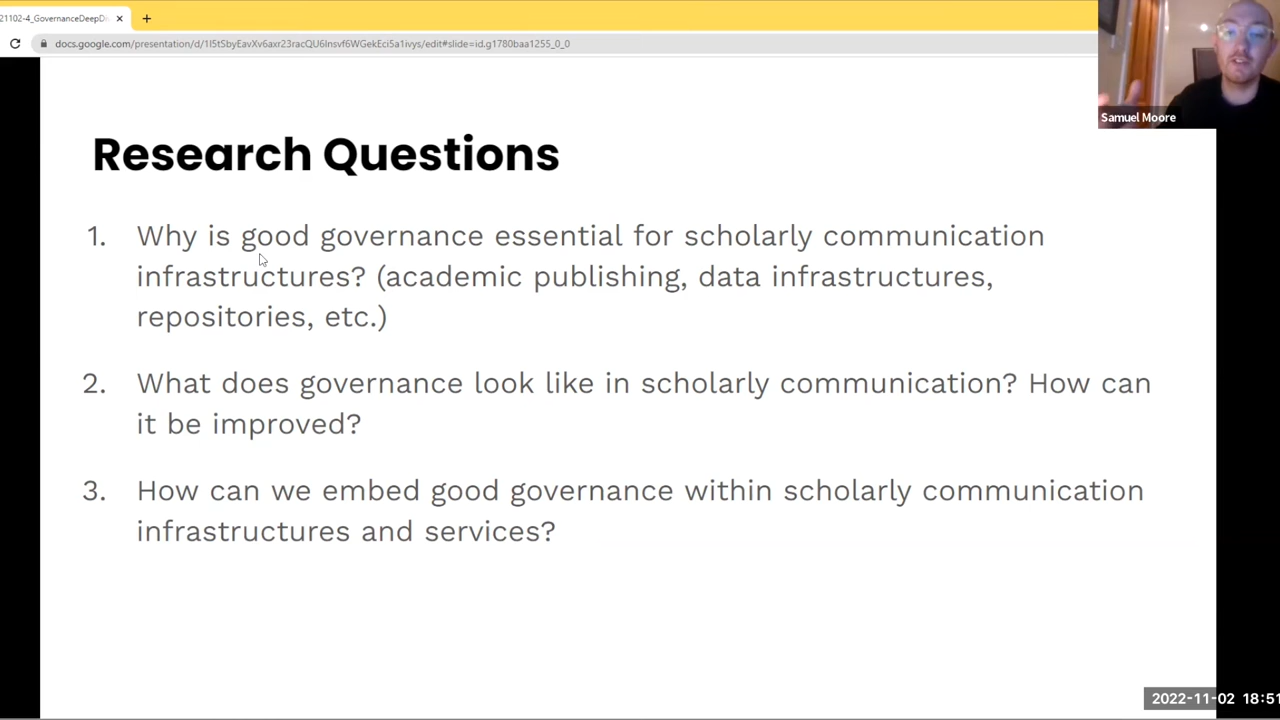 21102-4_GovernanceDeepDi
docs.google.com/presentation/d/1I5tSbyEavXv6axr23racQU6Insvf6WGekEci5a1ivys/edit#slide=id.g1780baa1255_0_0
Samuel Moore
Research Questions
1. Why is good governance essential for scholarly communication
infrastructures? (academic publishing, data infrastructures,
repositories, etc.)
2. What does governance look like in scholarly communication? How can
it be improved?
3. How can we embed good governance within scholarly communication
infrastructures and services?
2022-11-02 18:51